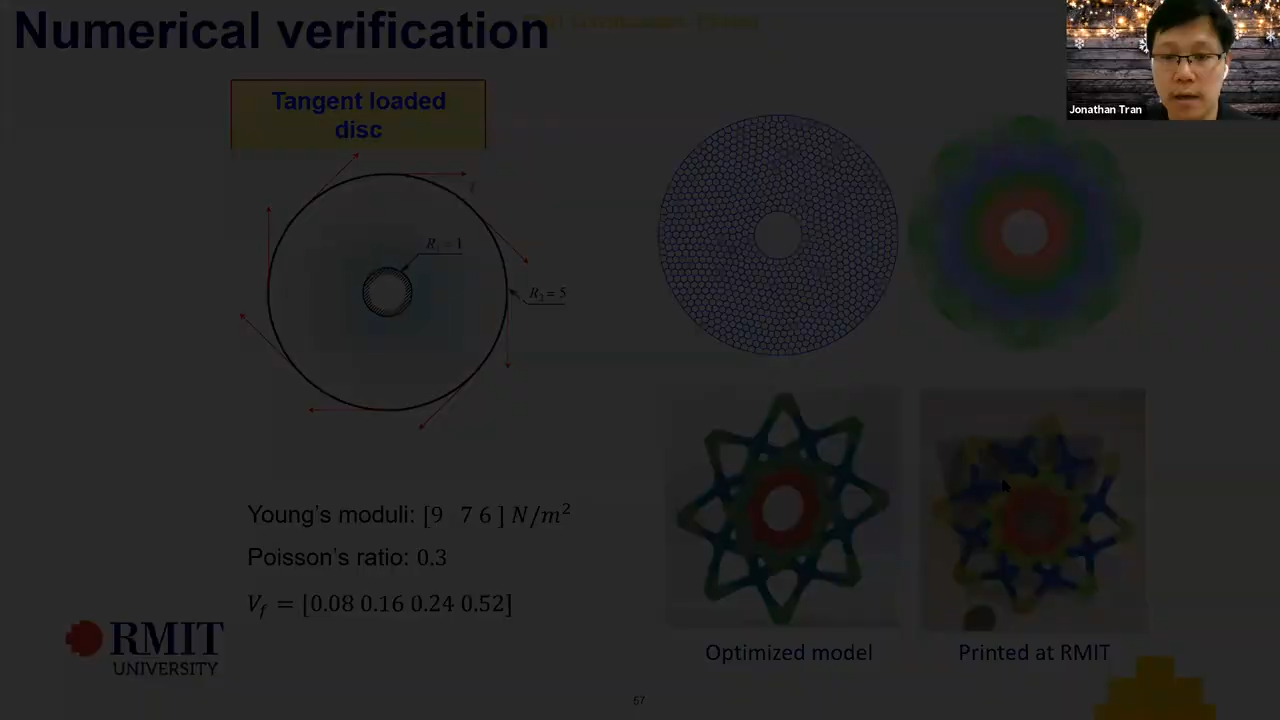 Numerical verification
Jonathan Tran
Tangent loaded
disc
T
R₁ = 1
R₂ = 5
Young's moduli: [9 7 6 ] N/m²
Poisson's ratio: 0.3
V_f = [0.08 0.16 0.24 0.52]
RMIT
UNIVERSITY
Optimized model
Printed at RMIT
57